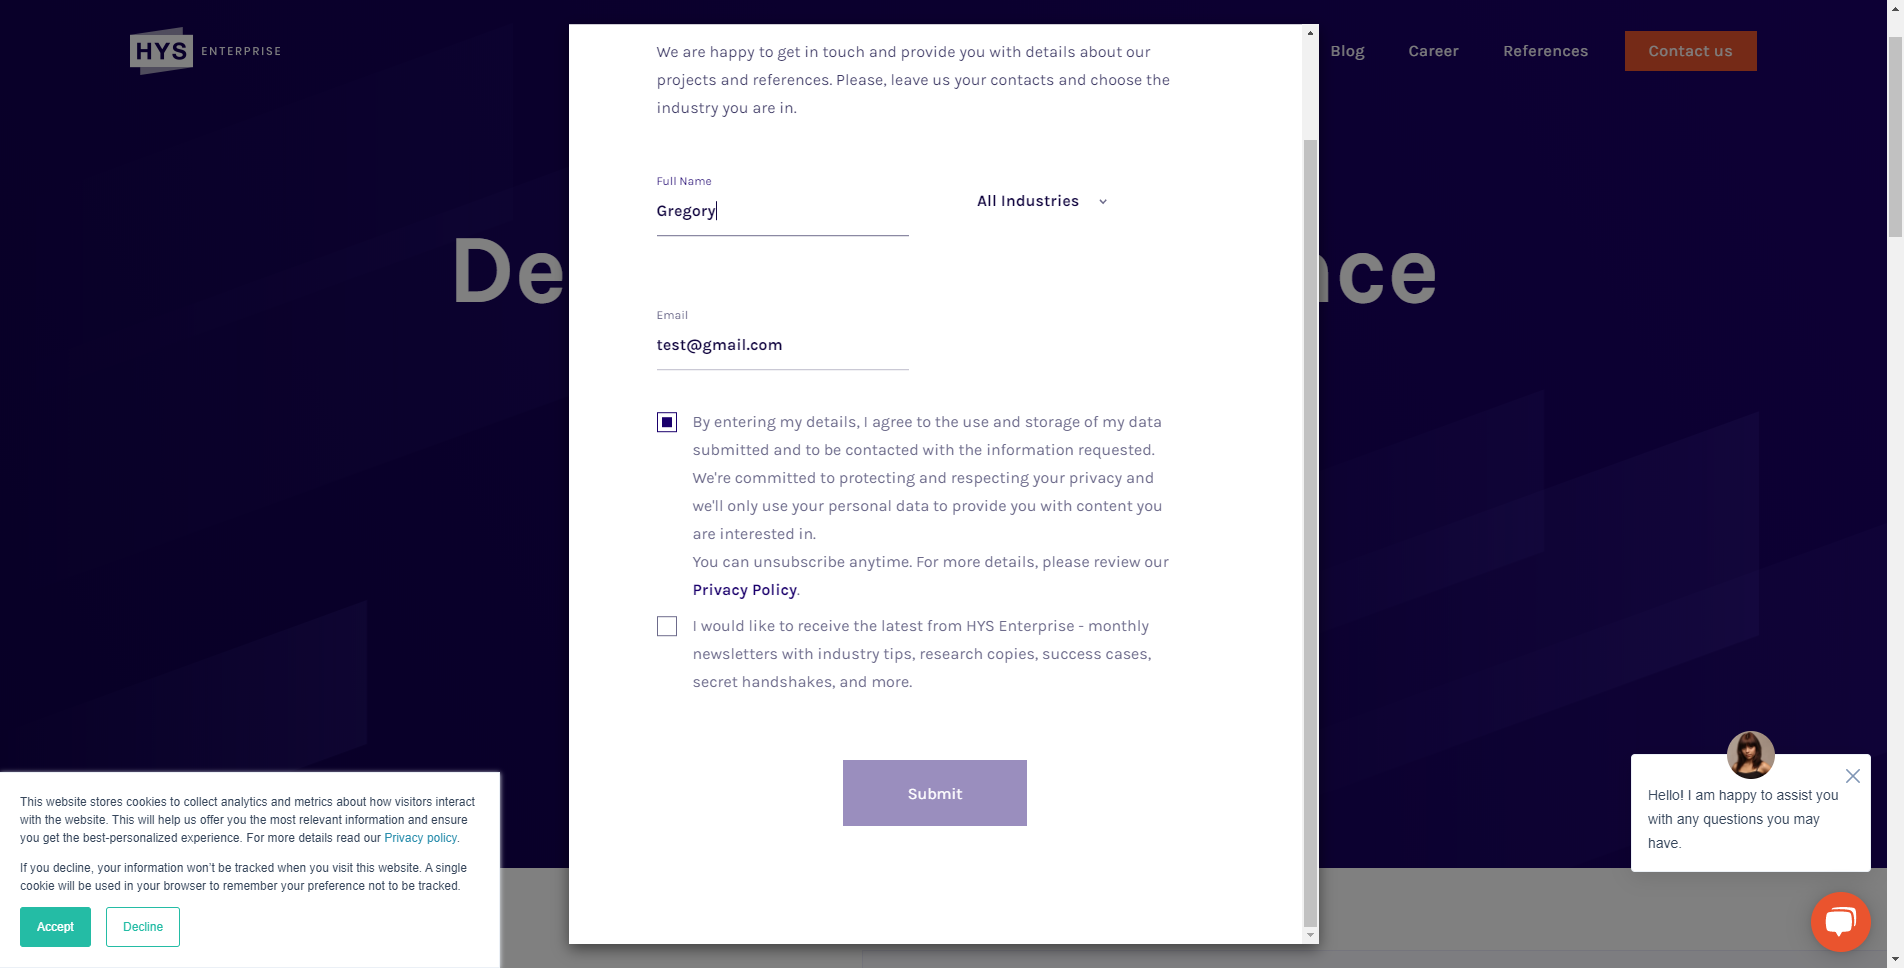 HYS ENTERPRISE
Blog
Career
References
Contact us
De
nce
We are happy to get in touch and provide you with details about our
projects and references. Please, leave us your contacts and choose the
industry you are in.
Full Name
Gregory
All Industries
Email
test@gmail.com
By entering my details, I agree to the use and storage of my data
submitted and to be contacted with the information requested.
We're committed to protecting and respecting your privacy and
we'll only use your personal data to provide you with content you
are interested in.
You can unsubscribe anytime. For more details, please review our
Privacy Policy.
I would like to receive the latest from HYS Enterprise - monthly
newsletters with industry tips, research copies, success cases,
secret handshakes, and more.
Submit
This website stores cookies to collect analytics and metrics about how visitors interact
with the website. This will help us offer you the most relevant information and ensure
you get the best-personalized experience. For more details read our Privacy policy.
If you decline, your information won't be tracked when you visit this website. A single
cookie will be used in your browser to remember your preference not to be tracked.
Accept
Decline
Hello! I am happy to assist you
with any questions you may
have.